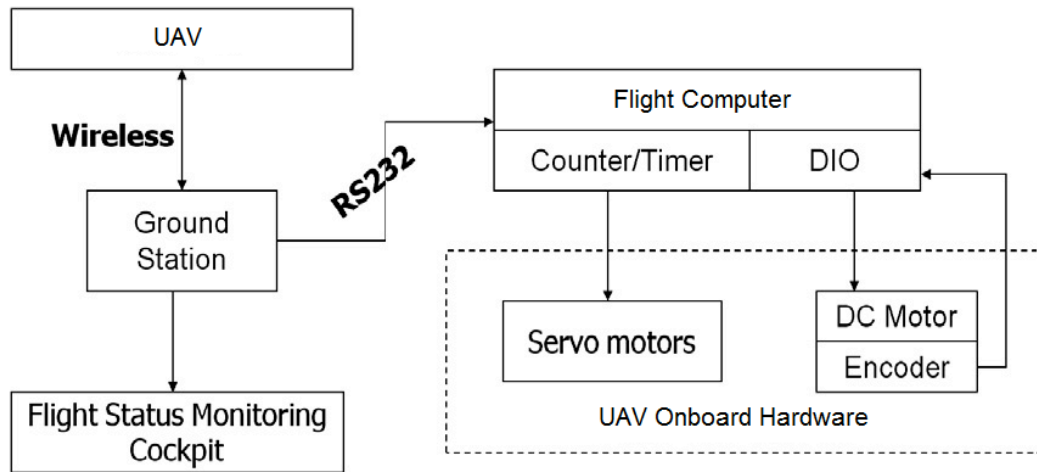 UAV
Wireless
Ground
Station
Flight Status Monitoring
Cockpit
RS232
Flight Computer
Counter/Timer
DIO
Servo motors
DC Motor
Encoder
UAV Onboard Hardware